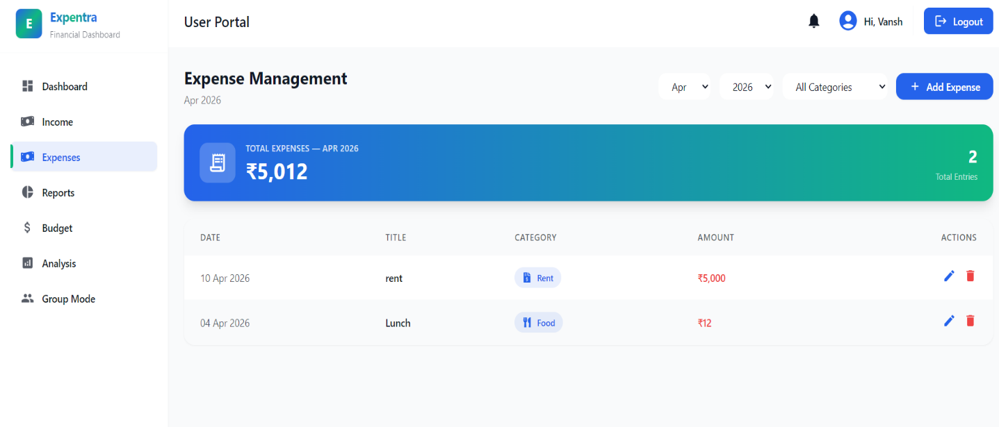 E
Expentra
Financial Dashboard
User Portal
Hi, Vansh
Logout
Dashboard
Income
Expenses
Reports
Budget
Analysis
Group Mode
Expense Management
Apr 2026
Apr
2026
All Categories
+ Add Expense
TOTAL EXPENSES — APR 2026
₹5,012
2
Total Entries
DATE TITLE CATEGORY AMOUNT ACTIONS
10 Apr 2026 rent Rent ₹5,000
04 Apr 2026 Lunch Food ₹12